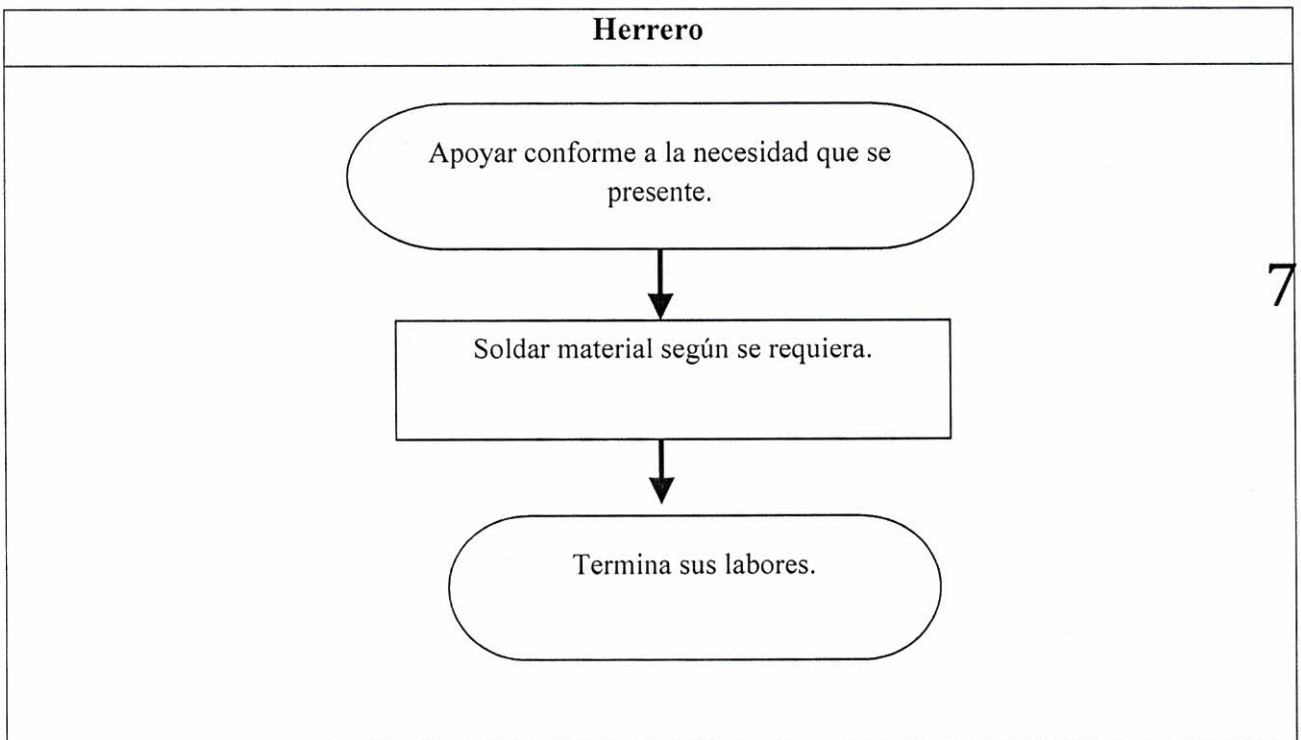 Herrero
Apoyar conforme a la necesidad que se
presente.
7
Soldar material según se requiera.
Termina sus labores.